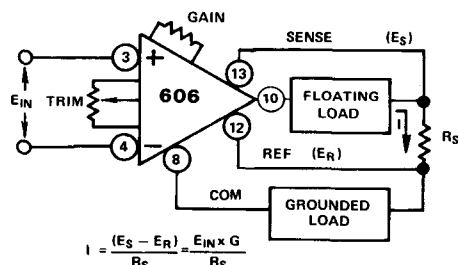 GAIN
SENSE (E_S)
3
+
13
E_IN
TRIM
606
10
FLOATING
LOAD
I
R_S
12
4
−
8
REF (E_R)
COM
GROUNDED
LOAD
I = (E_S − E_R) / R_S = E_IN x G / R_S